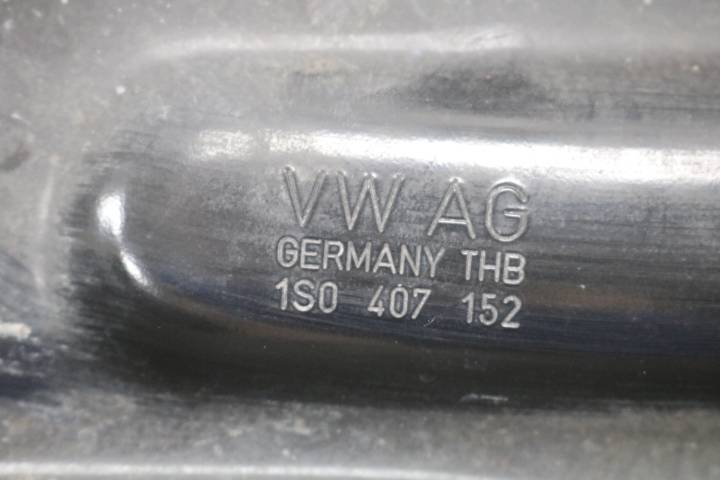 VW AG
GERMANY THB
1S0 407 152